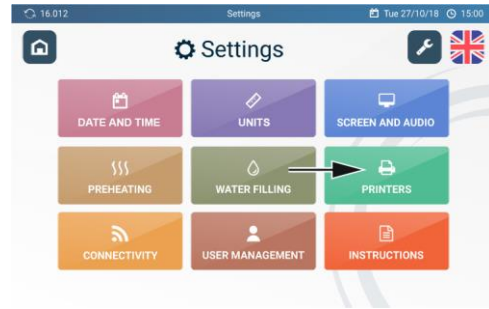 16.012 Settings Tue 27/10/18 15:00
Settings
DATE AND TIME UNITS SCREEN AND AUDIO
PREHEATING WATER FILLING PRINTERS
CONNECTIVITY USER MANAGEMENT INSTRUCTIONS